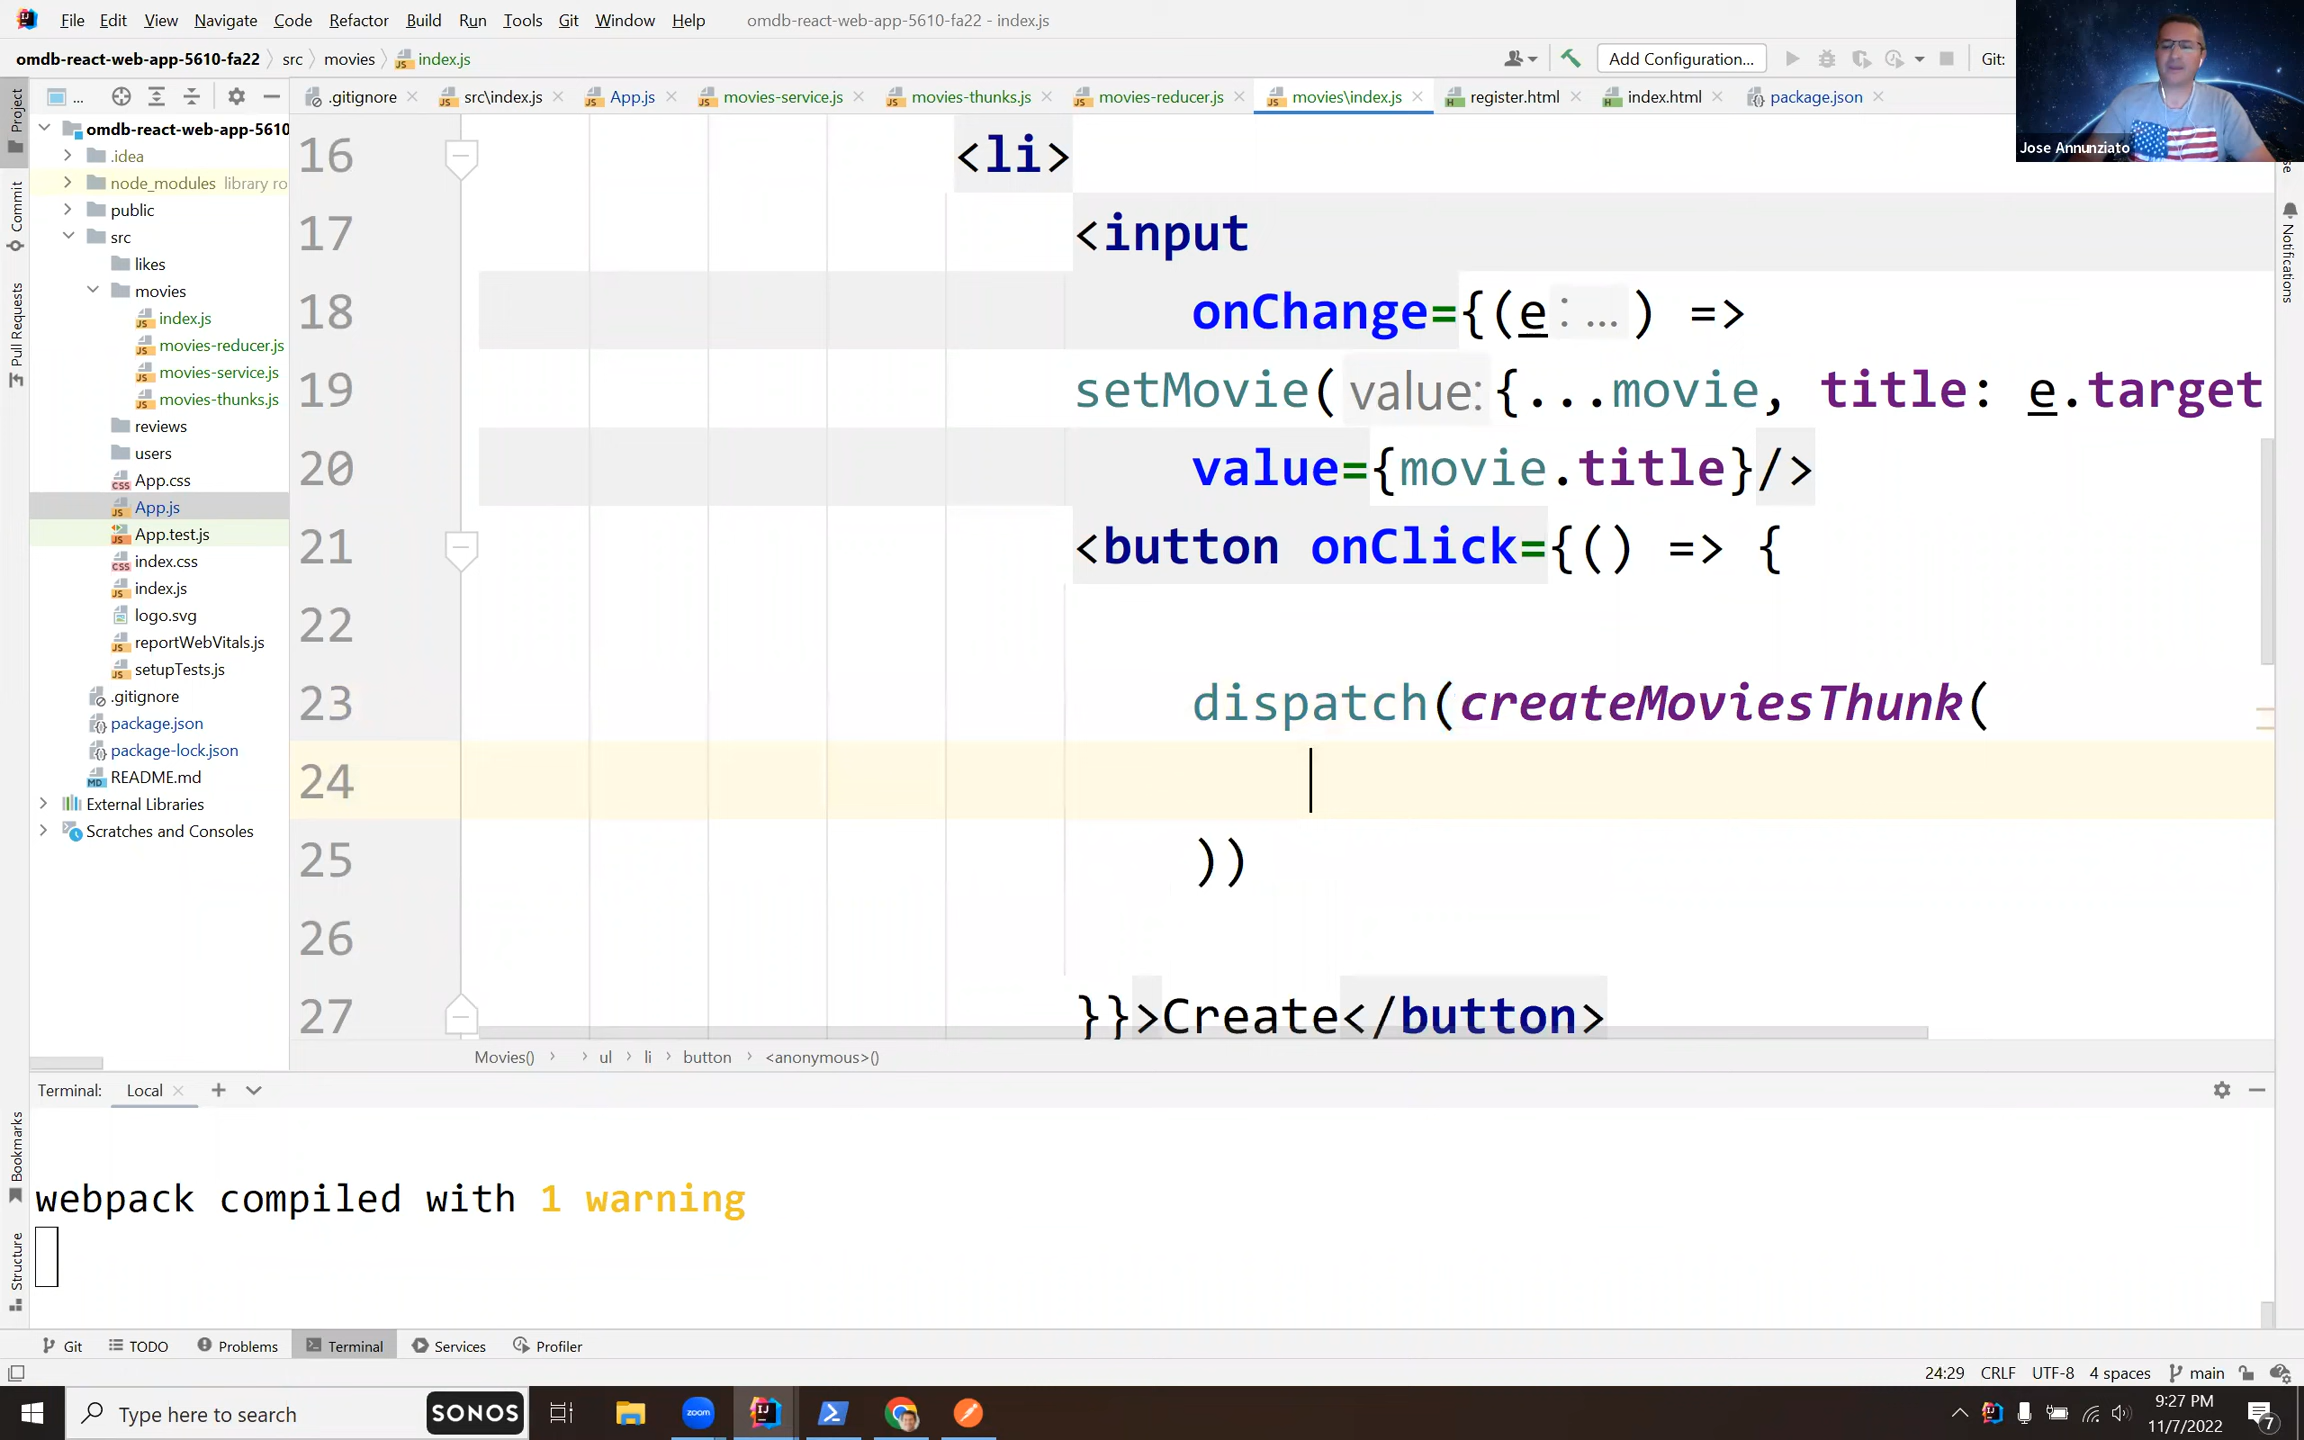 File Edit View Navigate Code Refactor Build Run Tools Git Window Help omdb-react-web-app-5610-fa22 - index.js
omdb-react-web-app-5610-fa22 src movies index.js Add Configuration... Git:
Project ... .gitignore src\index.js App.js movies-service.js movies-thunks.js movies-reducer.js movies\index.js register.html index.html package.json
Jose Annunziato
omdb-react-web-app-5610
.idea
node_modules library ro
public
src
likes
movies
index.js
movies-reducer.js
movies-service.js
movies-thunks.js
reviews
users
App.css
App.js
App.test.js
index.css
index.js
logo.svg
reportWebVitals.js
setupTests.js
.gitignore
package.json
package-lock.json
README.md
External Libraries
Scratches and Consoles
Commit
Pull Requests
Bookmarks
Structure
Notifications
16 <li>
17 <input
18 onChange={(e: ...) =>
19 setMovie( value: {...movie, title: e.target
20 value={movie.title}/>
21 <button onClick={() => {
22
23 dispatch(createMoviesThunk(
24
25 ))
26
27 }}>Create</button>
Movies() ul li button <anonymous>()
Terminal: Local
webpack compiled with 1 warning
Git TODO Problems Terminal Services Profiler
24:29 CRLF UTF-8 4 spaces main
Type here to search SONOS zoom 9:27 PM
11/7/2022 7